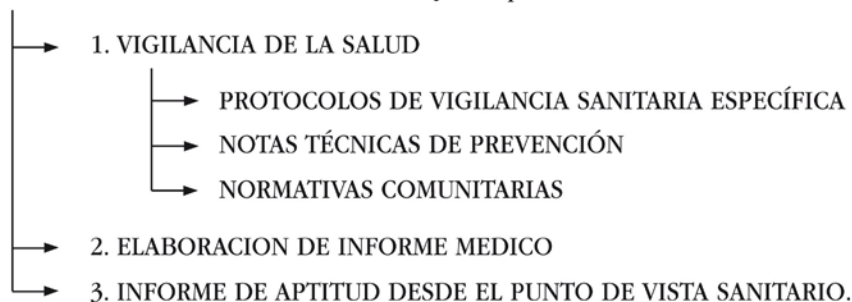 1. VIGILANCIA DE LA SALUD
PROTOCOLOS DE VIGILANCIA SANITARIA ESPECÍFICA
NOTAS TÉCNICAS DE PREVENCIÓN
NORMATIVAS COMUNITARIAS
2. ELABORACION DE INFORME MEDICO
3. INFORME DE APTITUD DESDE EL PUNTO DE VISTA SANITARIO.